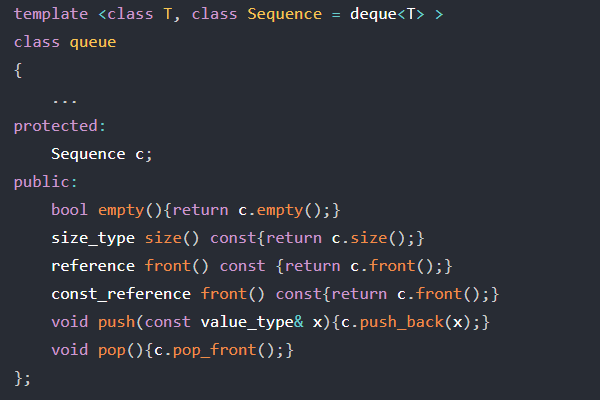 template <class T, class Sequence = deque<T> >
class queue
{
    ...
protected:
    Sequence c;
public:
    bool empty(){return c.empty();}
    size_type size() const{return c.size();}
    reference front() const {return c.front();}
    const_reference front() const{return c.front();}
    void push(const value_type& x){c.push_back(x);}
    void pop(){c.pop_front();}
};